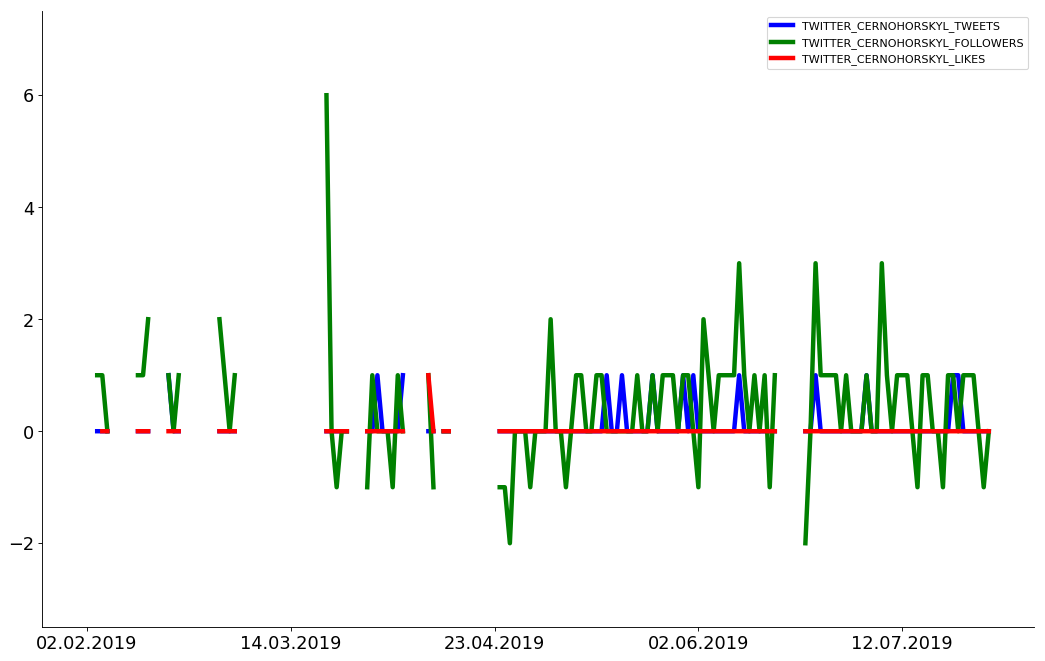 TWITTER_CERNOHORSKYL_TWEETS
TWITTER_CERNOHORSKYL_FOLLOWERS
TWITTER_CERNOHORSKYL_LIKES
6
4
2
0
−2
02.02.2019 14.03.2019 23.04.2019 02.06.2019 12.07.2019